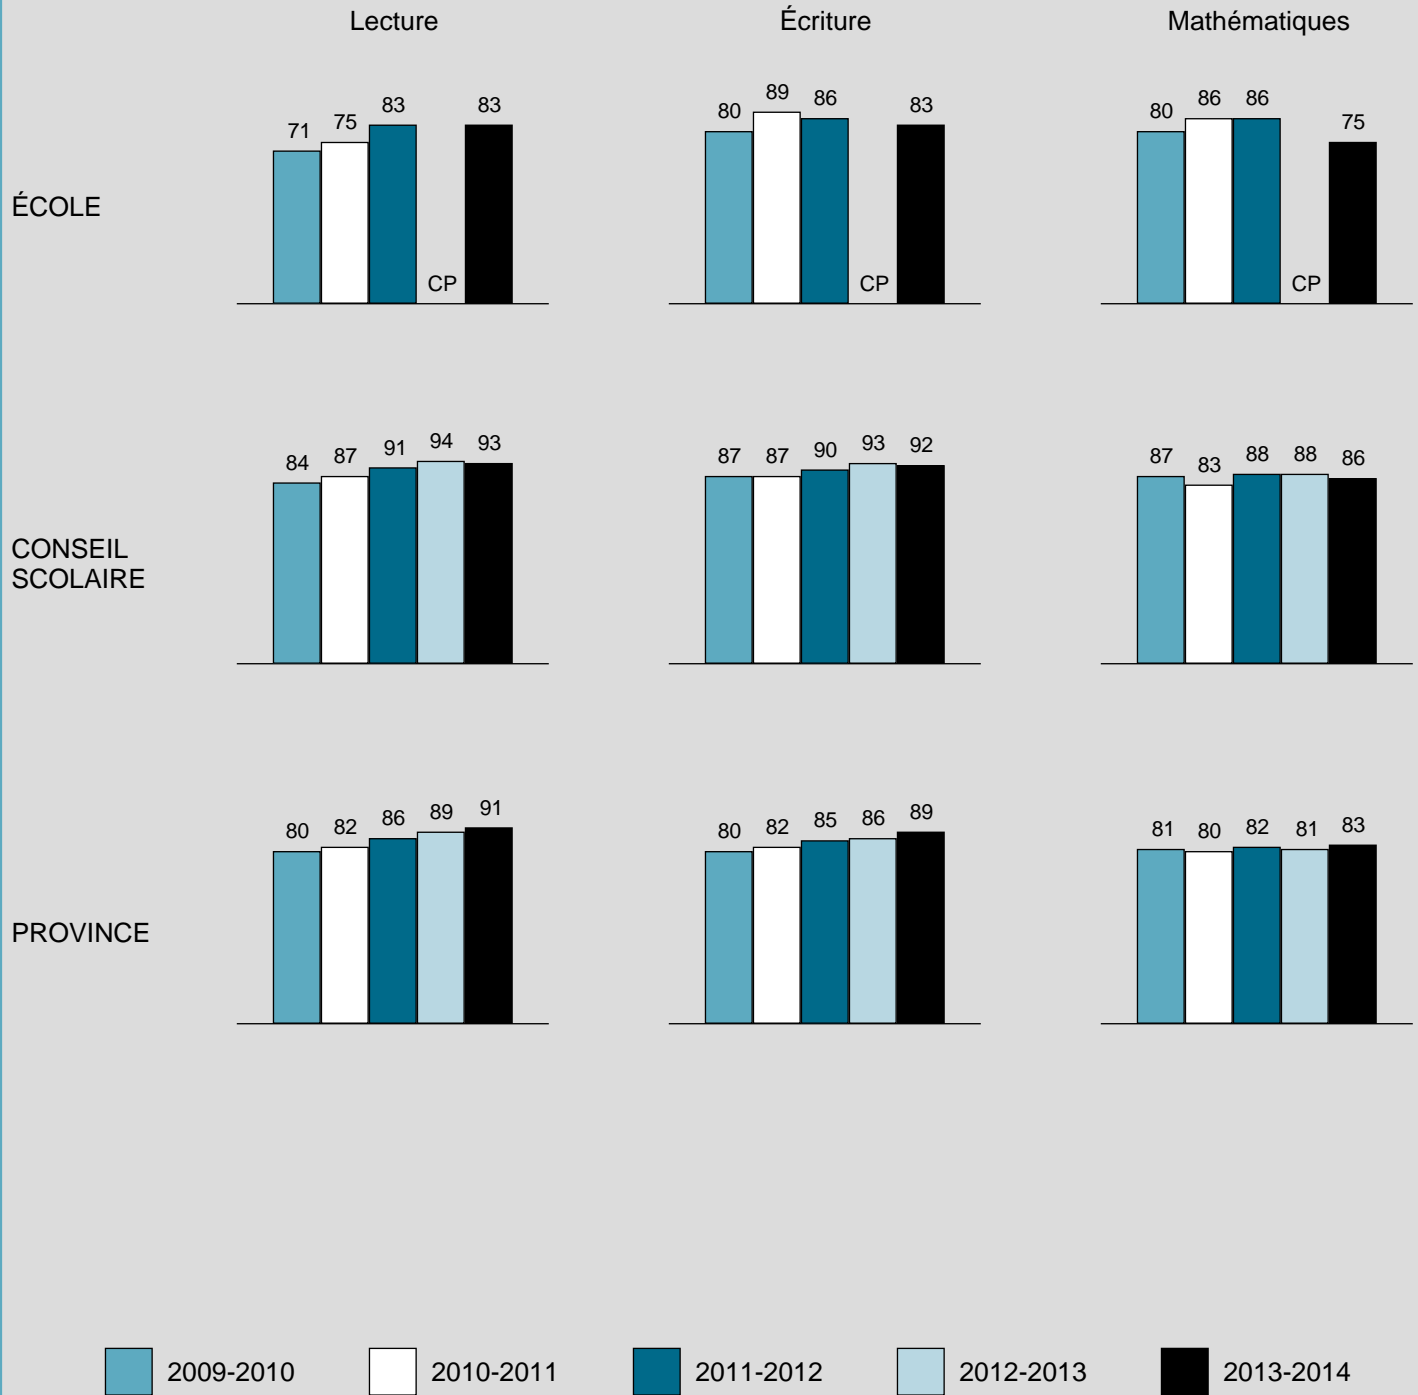 Lecture Écriture Mathématiques
71 75 83 CP 83
80 89 86 CP 83
80 86 86 CP 75
ÉCOLE
84 87 91 94 93
87 87 90 93 92
87 83 88 88 86
CONSEIL
SCOLAIRE
80 82 86 89 91
80 82 85 86 89
81 80 82 81 83
PROVINCE
2009-2010 2010-2011 2011-2012 2012-2013 2013-2014